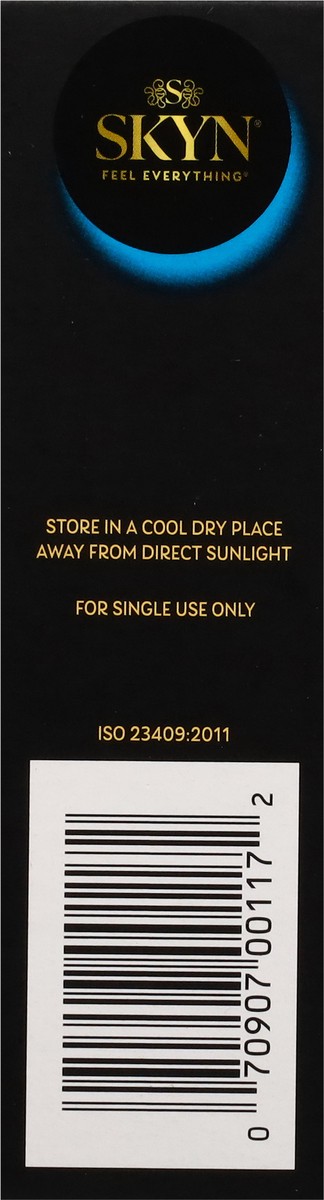 S
SKYN®
FEEL EVERYTHING®
STORE IN A COOL DRY PLACE
AWAY FROM DIRECT SUNLIGHT
FOR SINGLE USE ONLY
ISO 23409:2011
0 70907 00117 2